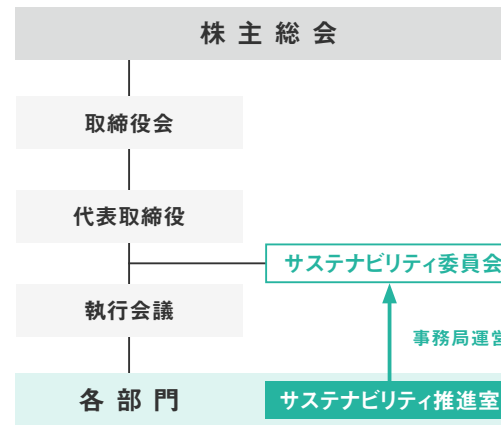 株主総会
取締役会
代表取締役
サステナビリティ委員会
執行会議
事務局運営
各部門
サステナビリティ推進室